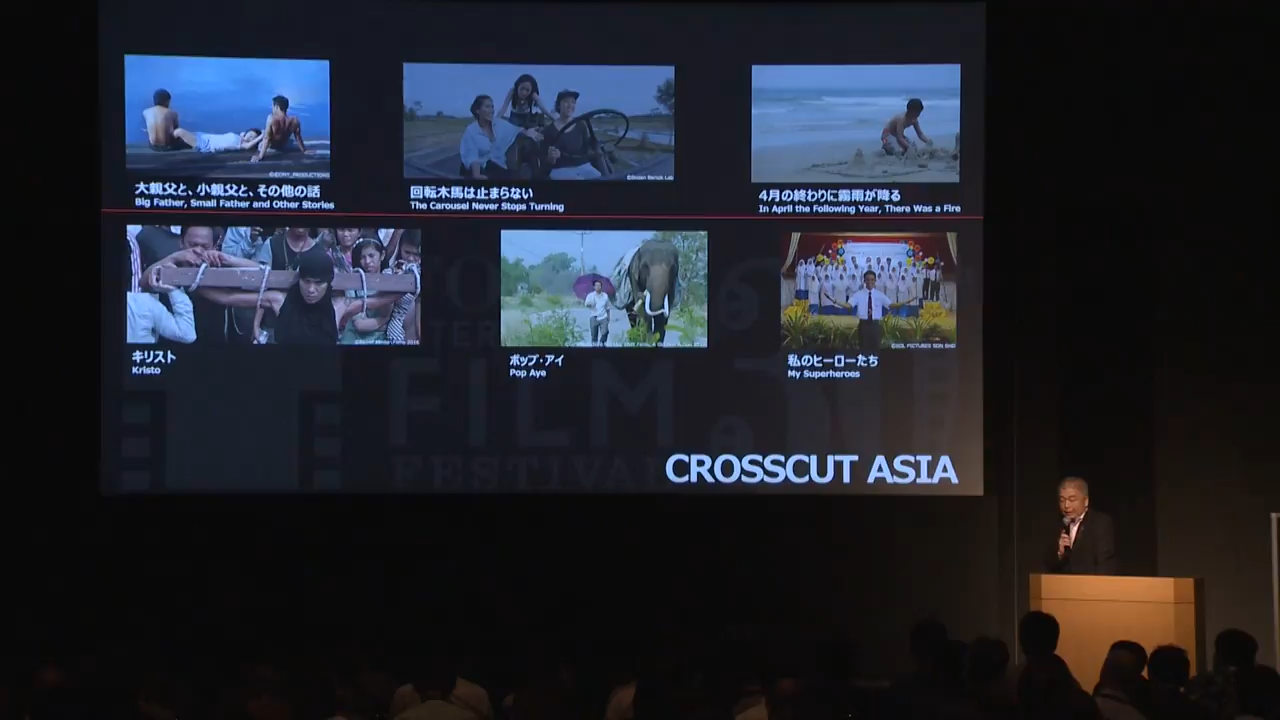 大親父と、小親父と、その他の話
Big Father, Small Father and Other Stories
回転木馬は止まらない
The Carousel Never Stops Turning
4月の終わりに霧雨が降る
In April the Following Year, There Was a Fire
キリスト
Kristo
ポップ・アイ
Pop Aye
私のヒーローたち
My Superheroes
FILM
FESTIVAL
CROSSCUT ASIA